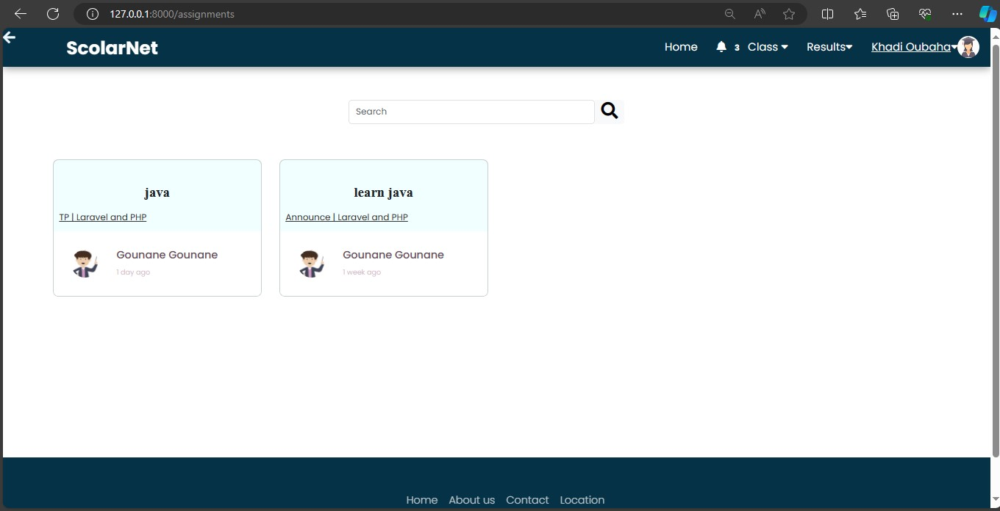 127.0.0.1:8000/assignments
ScolarNet
Home 3 Class Results Khadi Oubaha
Search
java
TP | Laravel and PHP
Gounane Gounane
1 day ago
learn java
Announce | Laravel and PHP
Gounane Gounane
1 week ago
Home About us Contact Location